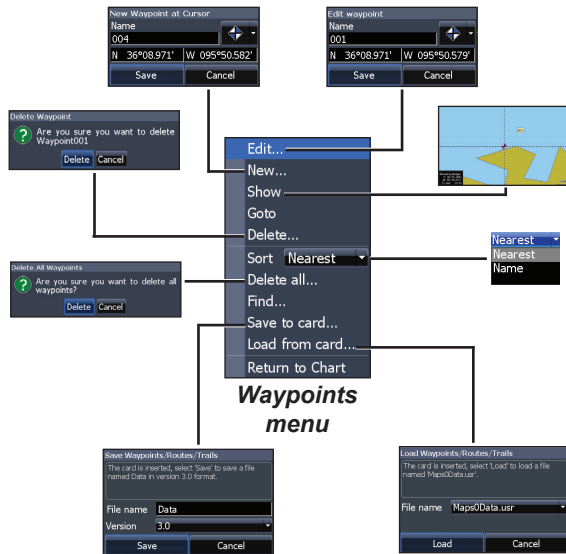 New Waypoint at Cursor
Name
004
N 36°08.971' W 095°50.582'
Save Cancel
Edit waypoint
Name
001
N 36°08.971' W 095°50.579'
Save Cancel
Delete Waypoint
Are you sure you want to delete
Waypoint001
Delete Cancel
Edit...
New...
Show
Goto
Delete...
Sort Nearest
Delete all...
Find...
Save to card...
Load from card...
Return to Chart
Nearest
Nearest
Name
Delete All Waypoints
Are you sure you want to delete all
waypoints?
Delete Cancel
Waypoints
menu
Save Waypoints/Routes/Trails
The card is inserted, select 'Save' to save a file
named Data in version 3.0 format.
File name Data
Version 3.0
Save Cancel
Load Waypoints/Routes/Trails
The card is inserted, select 'Load' to load a file
named 'Maps0Data.usr'.
File name Maps0Data.usr
Load Cancel